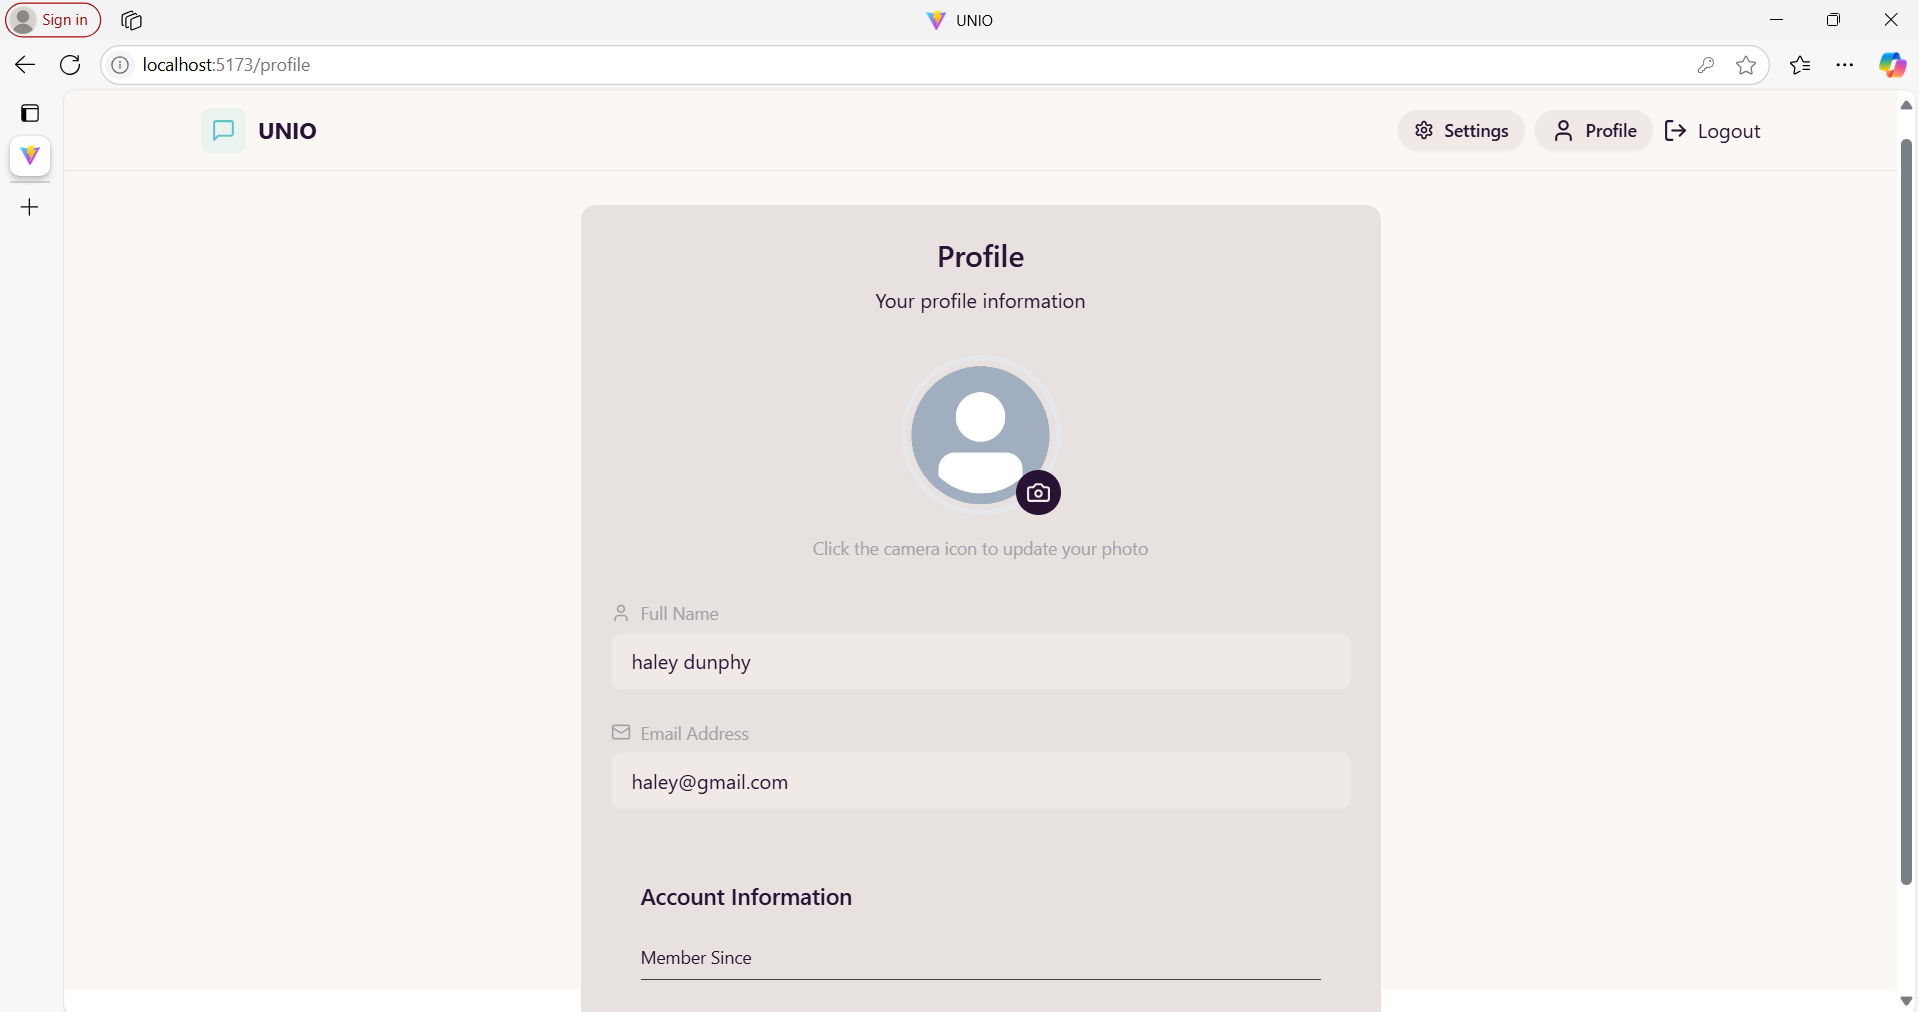 Sign in
UNIO
localhost:5173/profile
UNIO
Settings
Profile
Logout
Profile
Your profile information
Click the camera icon to update your photo
Full Name
haley dunphy
Email Address
haley@gmail.com
Account Information
Member Since